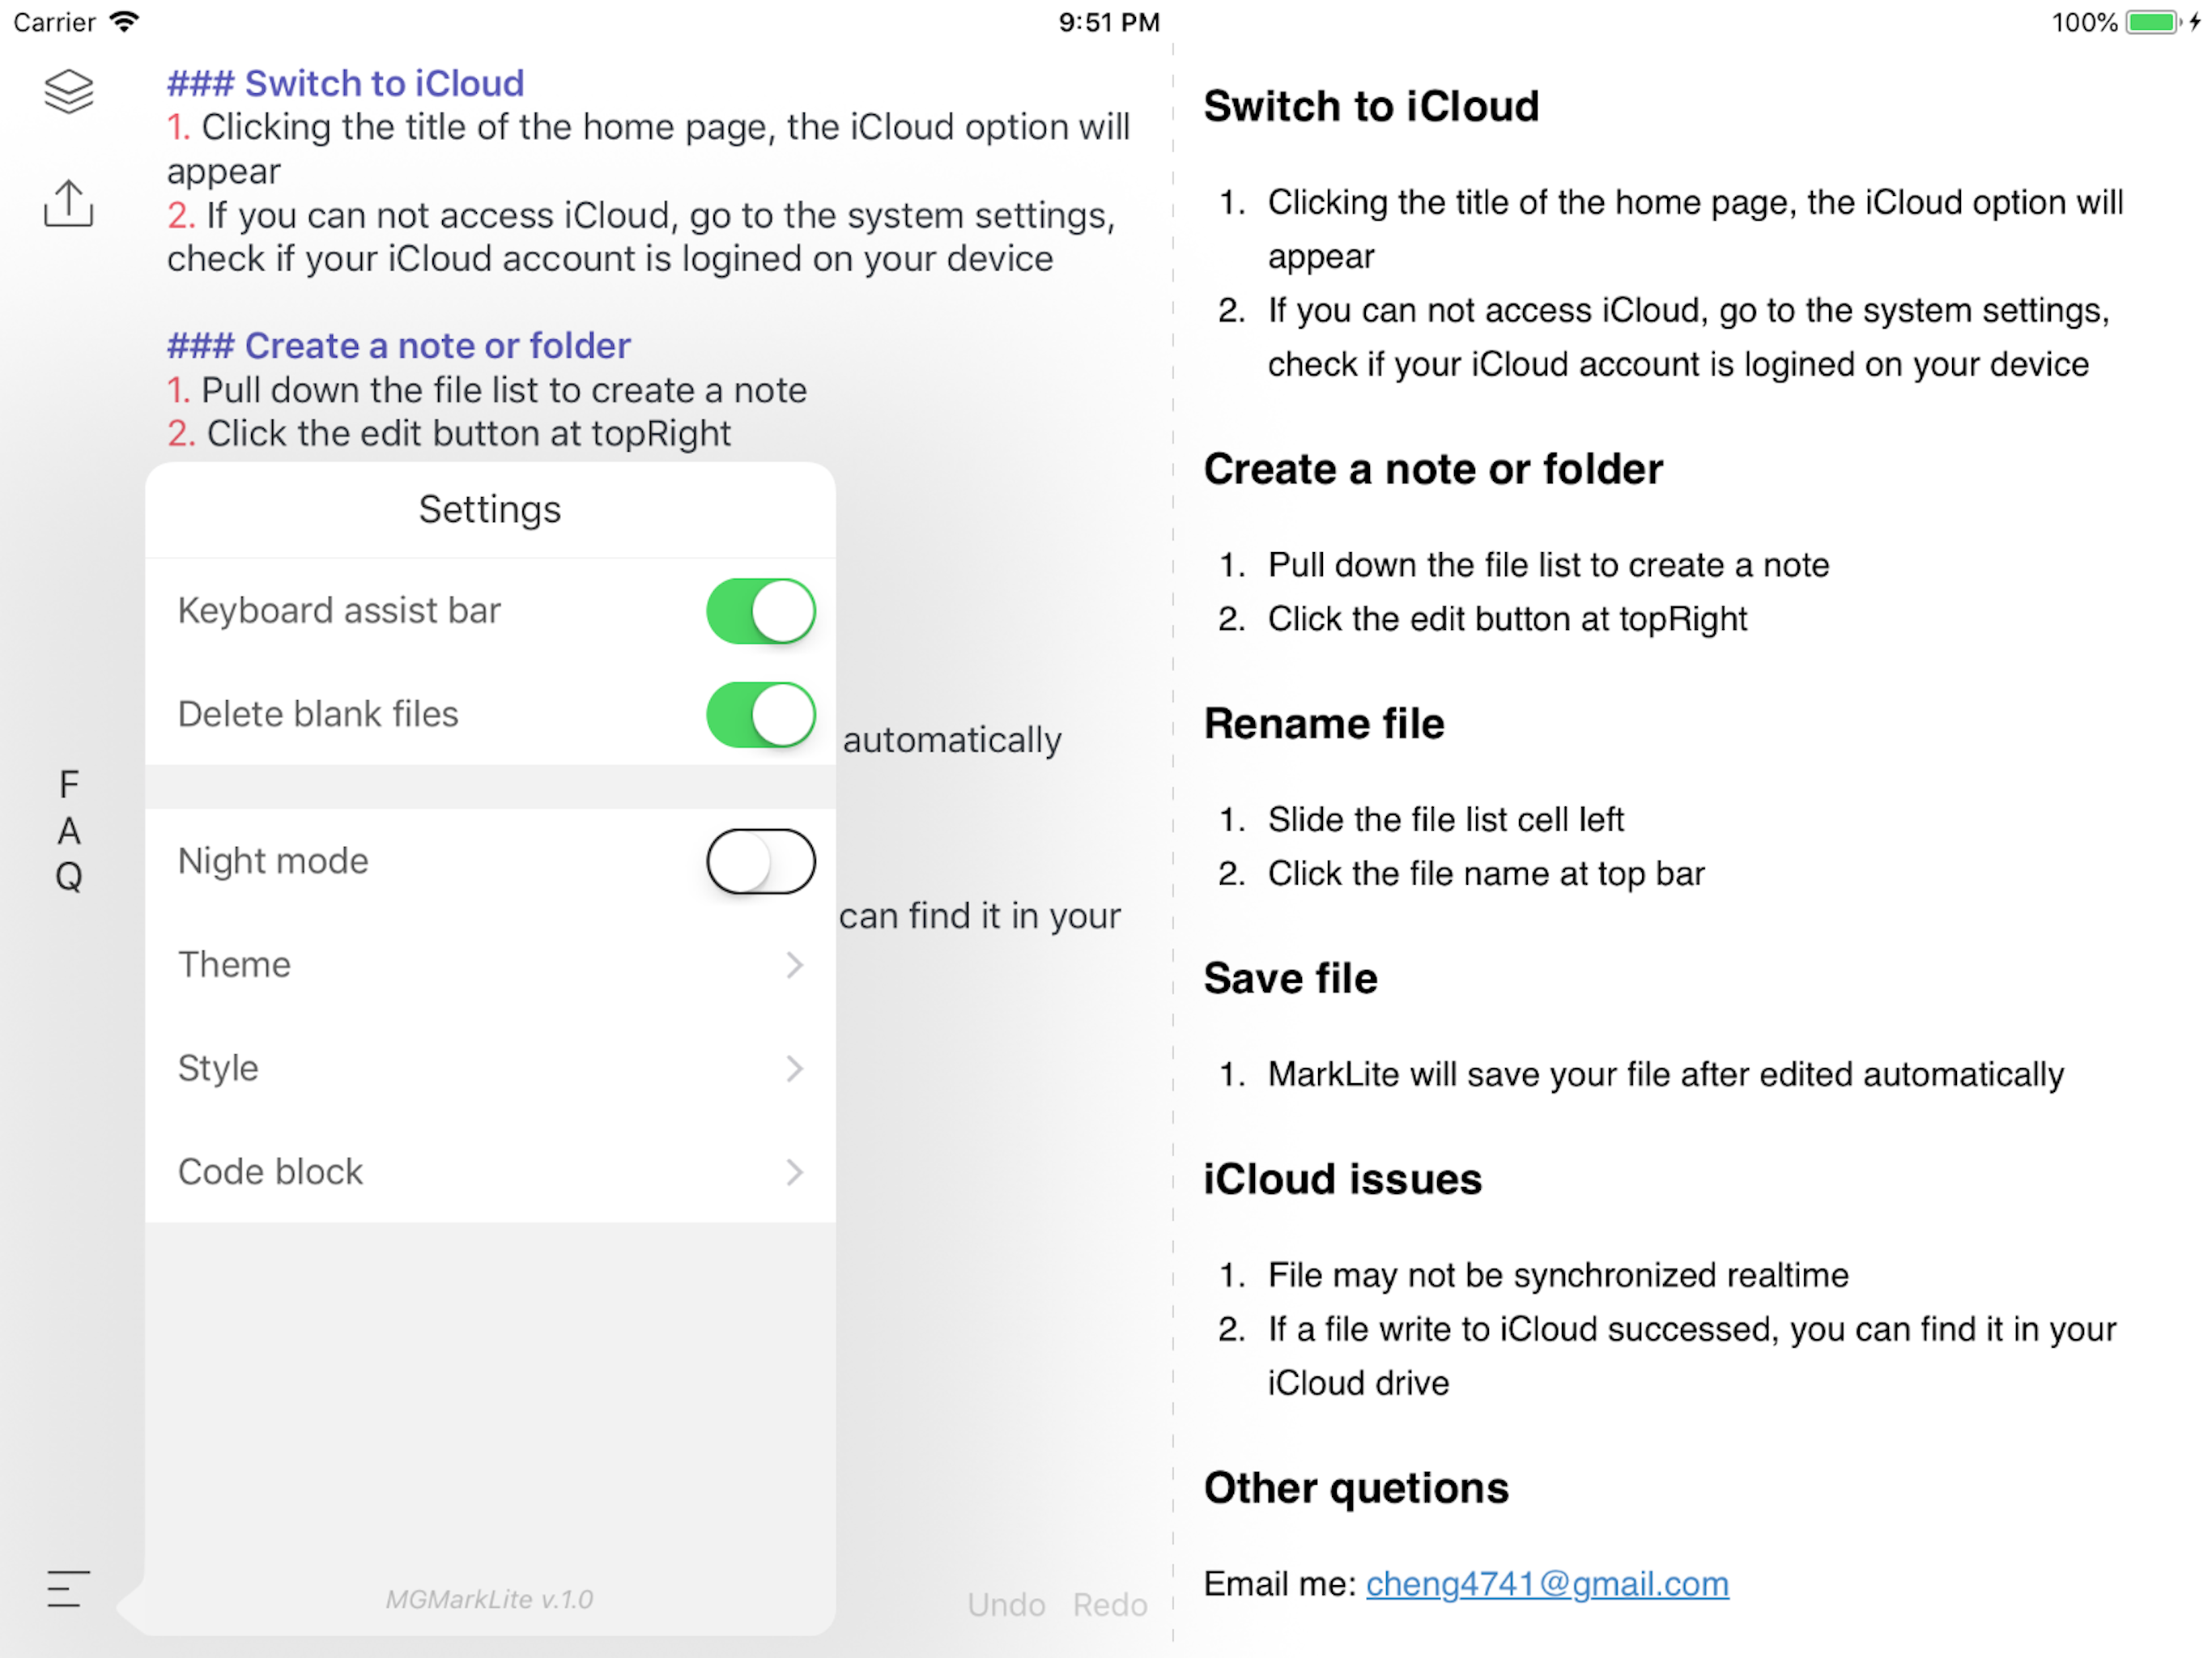 Carrier 9:51 PM 100%
### Switch to iCloud
1. Clicking the title of the home page, the iCloud option will
appear
2. If you can not access iCloud, go to the system settings,
check if your iCloud account is logined on your device
### Create a note or folder
1. Pull down the file list to create a note
2. Click the edit button at topRight
Settings
Keyboard assist bar
Delete blank files
automatically
F
A
Q
Night mode
can find it in your
Theme
Style
Code block
MGMarkLite v.1.0
Undo Redo
Switch to iCloud
1. Clicking the title of the home page, the iCloud option will
appear
2. If you can not access iCloud, go to the system settings,
check if your iCloud account is logined on your device
Create a note or folder
1. Pull down the file list to create a note
2. Click the edit button at topRight
Rename file
1. Slide the file list cell left
2. Click the file name at top bar
Save file
1. MarkLite will save your file after edited automatically
iCloud issues
1. File may not be synchronized realtime
2. If a file write to iCloud successed, you can find it in your
iCloud drive
Other quetions
Email me: cheng4741@gmail.com